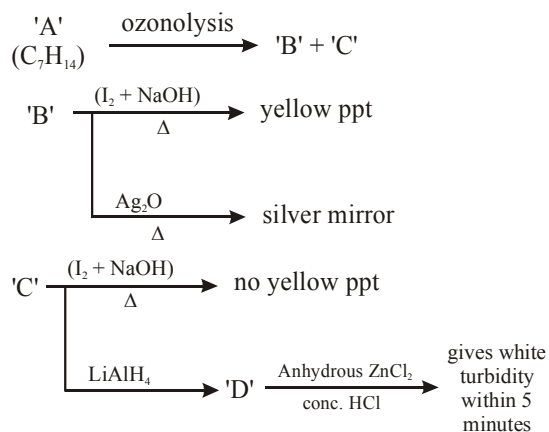 'A' ozonolysis 'B' + 'C'
(C₇H₁₄)
'B' (I₂ + NaOH) yellow ppt
Δ
Ag₂O silver mirror
Δ
'C' (I₂ + NaOH) no yellow ppt
Δ
LiAlH₄ 'D' Anhydrous ZnCl₂ gives white
conc. HCl turbidity
within 5
minutes